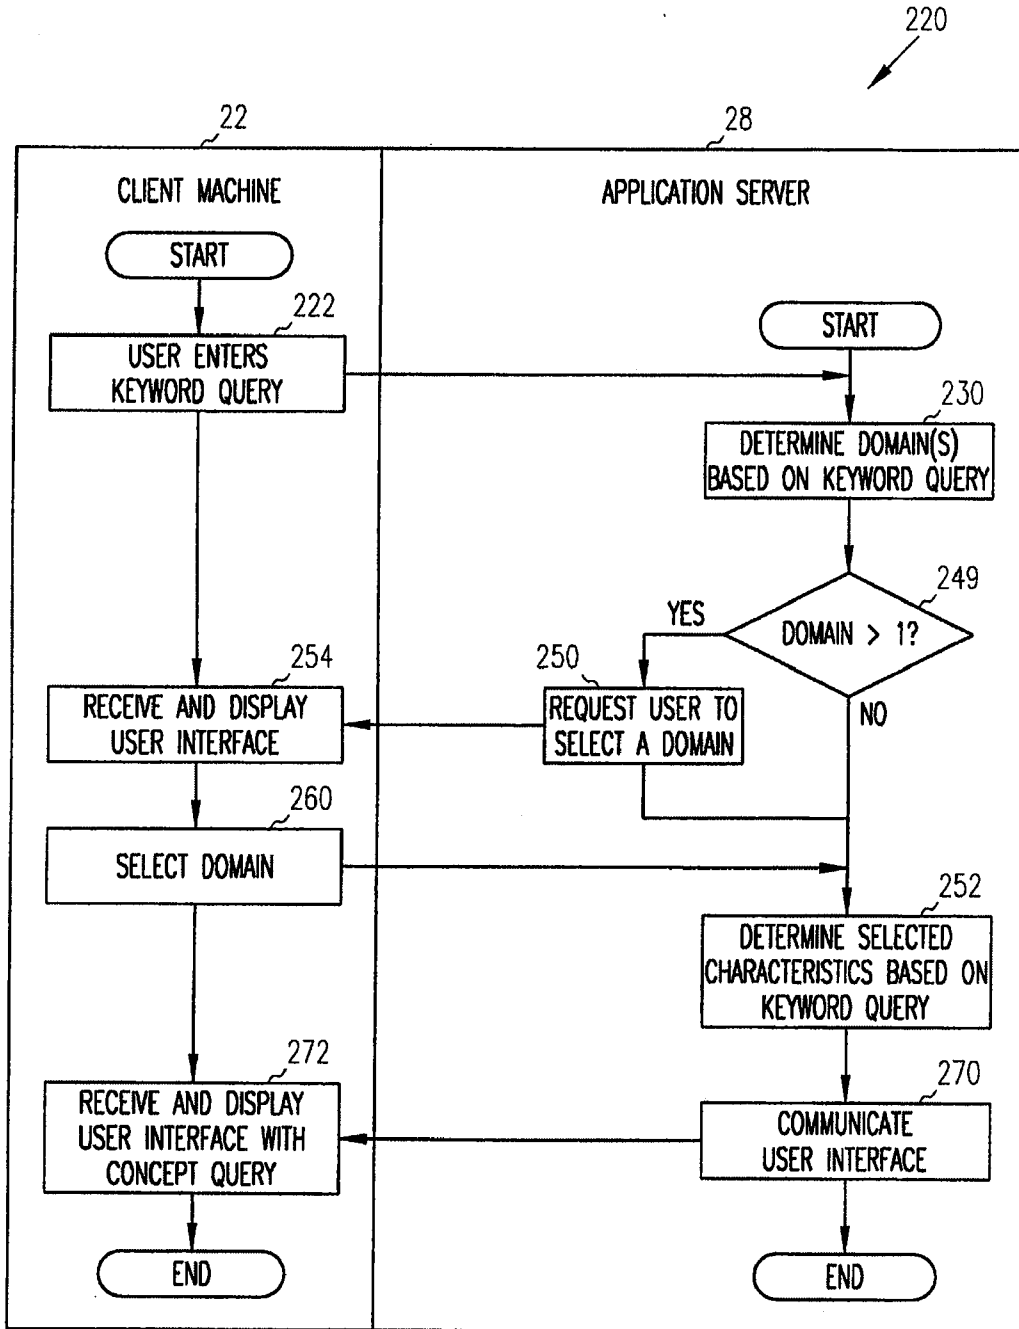 220
22
28
CLIENT MACHINE
APPLICATION SERVER
START
222
USER ENTERS
KEYWORD QUERY
START
230
DETERMINE DOMAIN(S)
BASED ON KEYWORD QUERY
249
YES
DOMAIN > 1?
254
250
RECEIVE AND DISPLAY
USER INTERFACE
REQUEST USER TO
SELECT A DOMAIN
NO
260
SELECT DOMAIN
252
DETERMINE SELECTED
CHARACTERISTICS BASED ON
KEYWORD QUERY
272
270
RECEIVE AND DISPLAY
USER INTERFACE WITH
CONCEPT QUERY
COMMUNICATE
USER INTERFACE
END
END